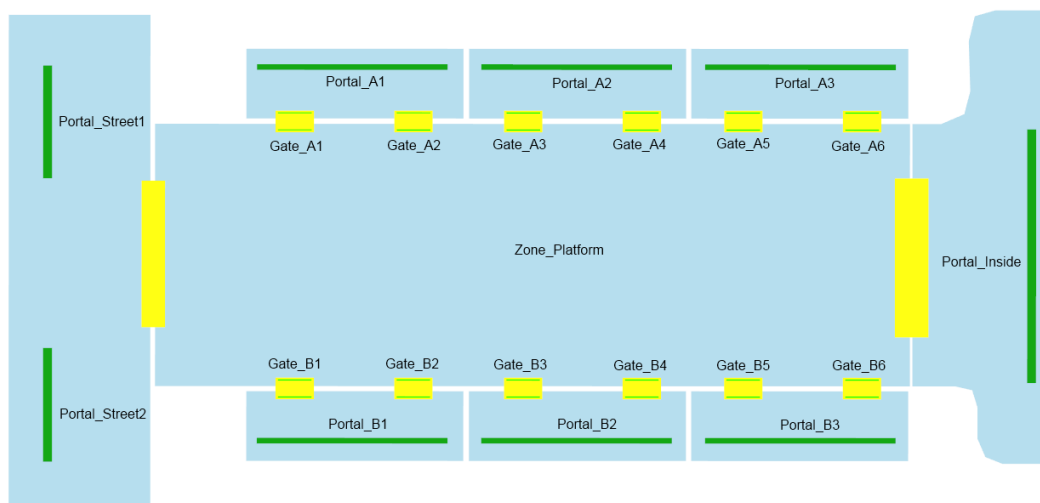 Portal_A1
Portal_A2
Portal_A3
Portal_Street1
Gate_A1
Gate_A2
Gate_A3
Gate_A4
Gate_A5
Gate_A6
Zone_Platform
Portal_Inside
Gate_B1
Gate_B2
Gate_B3
Gate_B4
Gate_B5
Gate_B6
Portal_Street2
Portal_B1
Portal_B2
Portal_B3